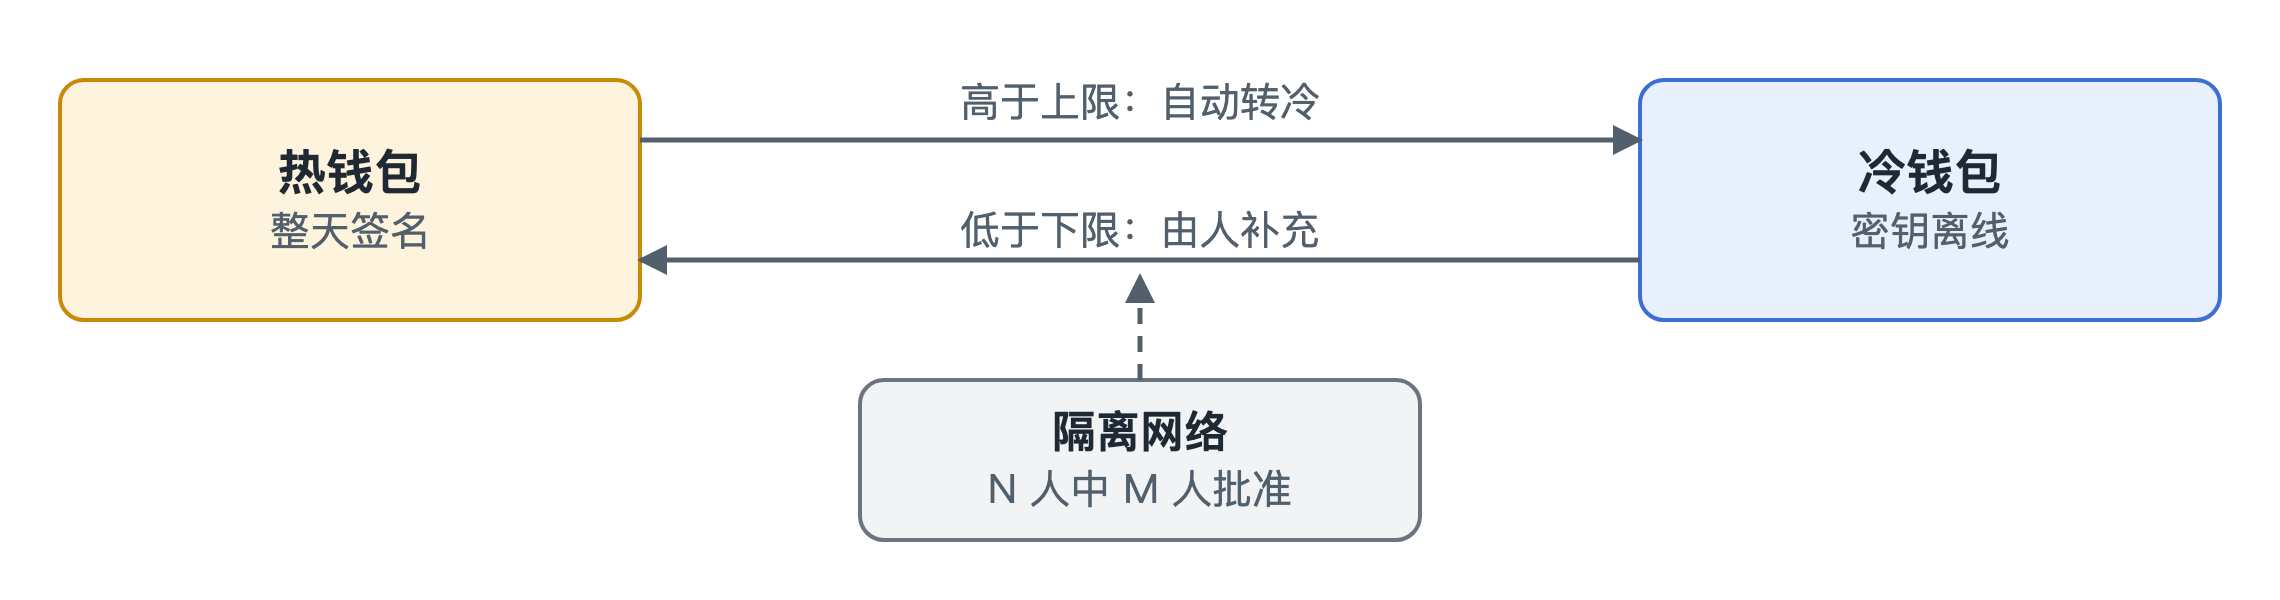 高于上限：自动转冷
热钱包
整天签名
冷钱包
密钥离线
低于下限：由人补充
隔离网络
N 人中 M 人批准